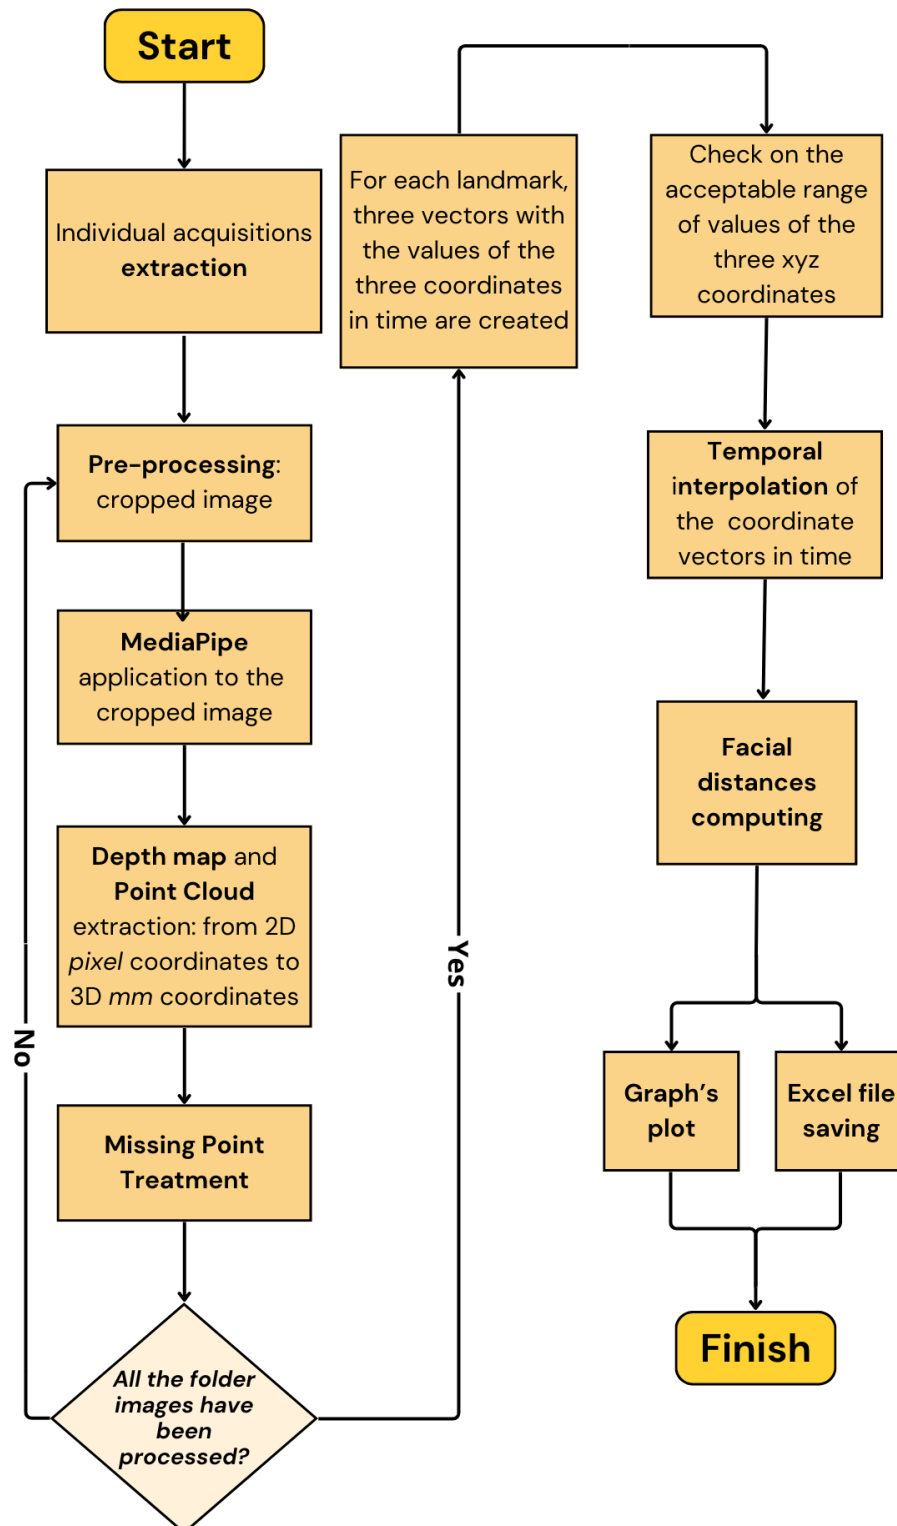 Start
Individual acquisitions
extraction
Pre-processing:
cropped image
MediaPipe
application to the
cropped image
Depth map and
Point Cloud
extraction: from 2D
pixel coordinates to
3D mm coordinates
Missing Point
Treatment
All the folder
images have
been
processed?
No
Yes
For each landmark,
three vectors with
the values of the
three coordinates
in time are created
Check on the
acceptable range
of values of the
three xyz
coordinates
Temporal
interpolation of
the coordinate
vectors in time
Facial
distances
computing
Graph's
plot
Excel file
saving
Finish